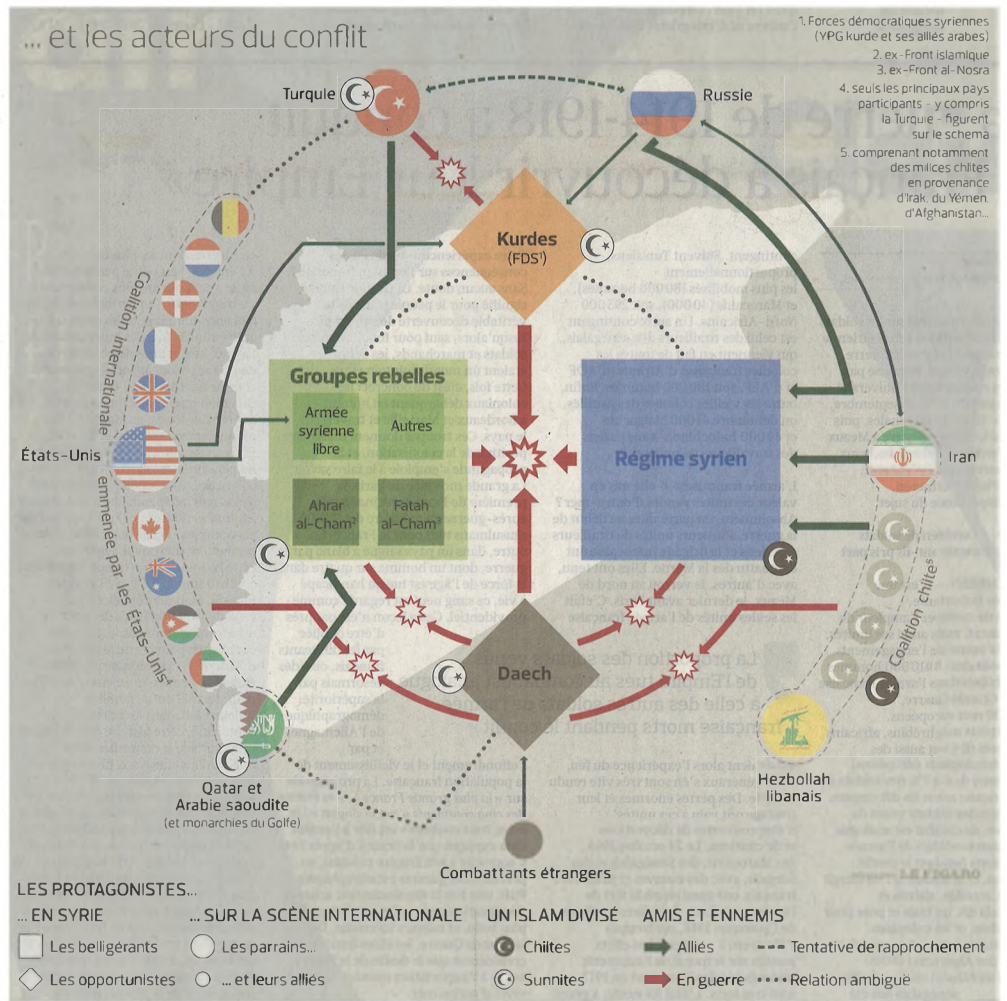 ... et les acteurs du conflit
1. Forces démocratiques syriennes
(YPG kurde et ses alliés arabes)
2. ex-Front islamique
3. ex-Front al-Nosra
4. seuls les principaux pays
participants - y compris
la Turquie - figurent
sur le schema
5. comprenant notamment
des milices chiites
en provenance
d'Irak, du Yémen,
d'Afghanistan...
Turquie
Russie
Kurdes
(FDS¹)
Coalition internationale
emmenée par les États-Unis⁴
Groupes rebelles
Armée
syrienne
libre
Autres
Ahrar
al-Cham²
Fatah
al-Cham³
Régime syrien
États-Unis
Iran
Coalition chiite⁵
Daech
Qatar et
Arabie saoudite
(et monarchies du Golfe)
Hezbollah
libanais
Combattants étrangers
LES PROTAGONISTES...
... EN SYRIE
Les belligérants
Les opportunistes
... SUR LA SCÈNE INTERNATIONALE
Les parrains...
... et leurs alliés
UN ISLAM DIVISÉ
Chiites
Sunnites
AMIS ET ENNEMIS
Alliés
En guerre
Tentative de rapprochement
Relation ambiguë